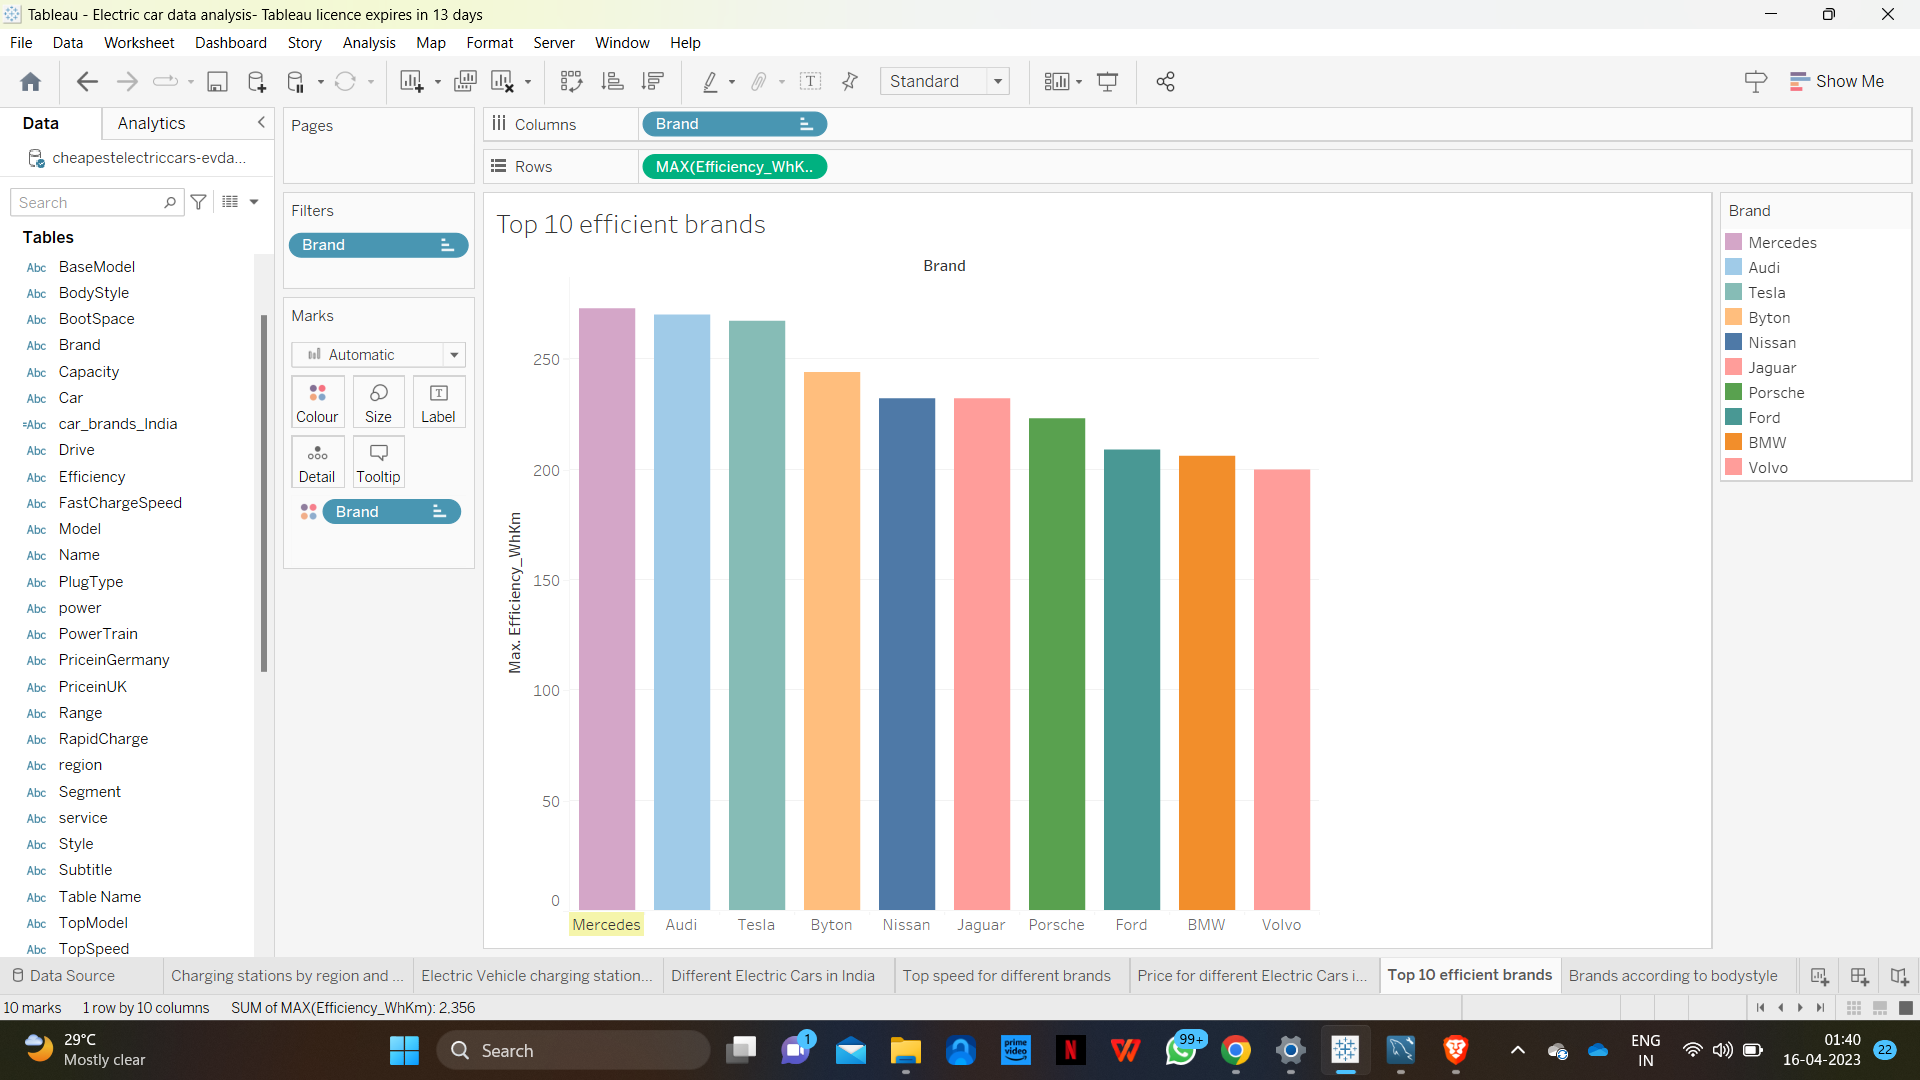 Tableau - Electric car data analysis- Tableau licence expires in 13 days
File Data Worksheet Dashboard Story Analysis Map Format Server Window Help
Standard
Show Me
Data Analytics
cheapestelectriccars-evda...
Search
Tables
Abc BaseModel
Abc BodyStyle
Abc BootSpace
Abc Brand
Abc Capacity
Abc Car
=Abc car_brands_India
Abc Drive
Abc Efficiency
Abc FastChargeSpeed
Abc Model
Abc Name
Abc PlugType
Abc power
Abc PowerTrain
Abc PriceinGermany
Abc PriceinUK
Abc Range
Abc RapidCharge
Abc region
Abc Segment
Abc service
Abc Style
Abc Subtitle
Abc Table Name
Abc TopModel
Abc TopSpeed
Pages
Filters
Brand
Marks
Automatic
Colour Size Label
Detail Tooltip
Brand
Columns Brand
Rows MAX(Efficiency_WhK..
Top 10 efficient brands
Brand
Max. Efficiency_WhKm
250
200
150
100
50
0
Mercedes Audi Tesla Byton Nissan Jaguar Porsche Ford BMW Volvo
Brand
Mercedes
Audi
Tesla
Byton
Nissan
Jaguar
Porsche
Ford
BMW
Volvo
Data Source Charging stations by region and ... Electric Vehicle charging station... Different Electric Cars in India Top speed for different brands Price for different Electric Cars i... Top 10 efficient brands Brands according to bodystyle
10 marks 1 row by 10 columns SUM of MAX(Efficiency_WhKm): 2,356
29°C
Mostly clear
Search
1
prime video
N
W
99+
ENG
IN
01:40
16-04-2023
22